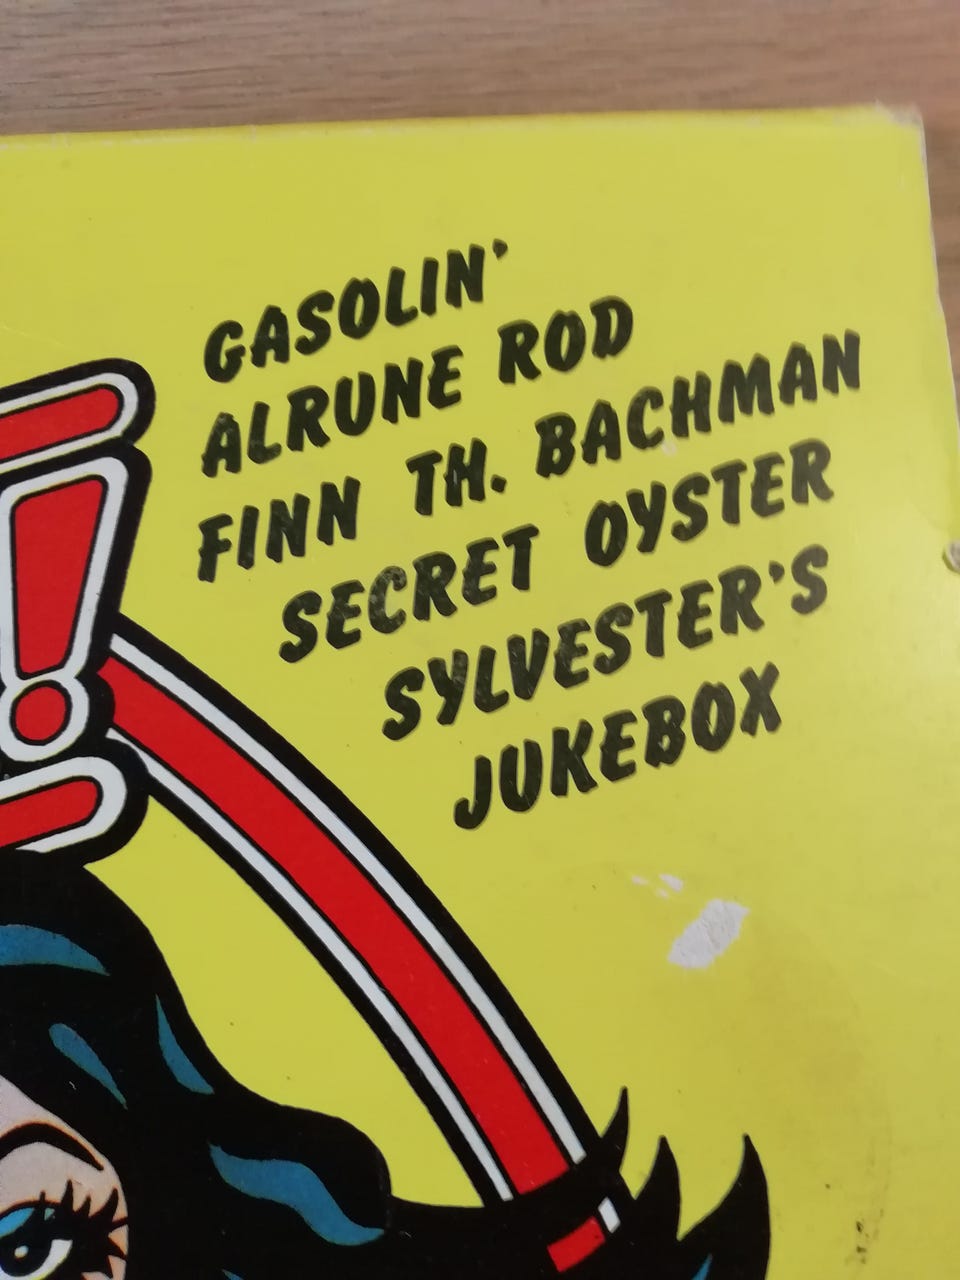 GASOLIN'
ALRUNE ROD
FINN TH. BACHMAN
SECRET OYSTER
SYLVESTER'S
JUKEBOX
!